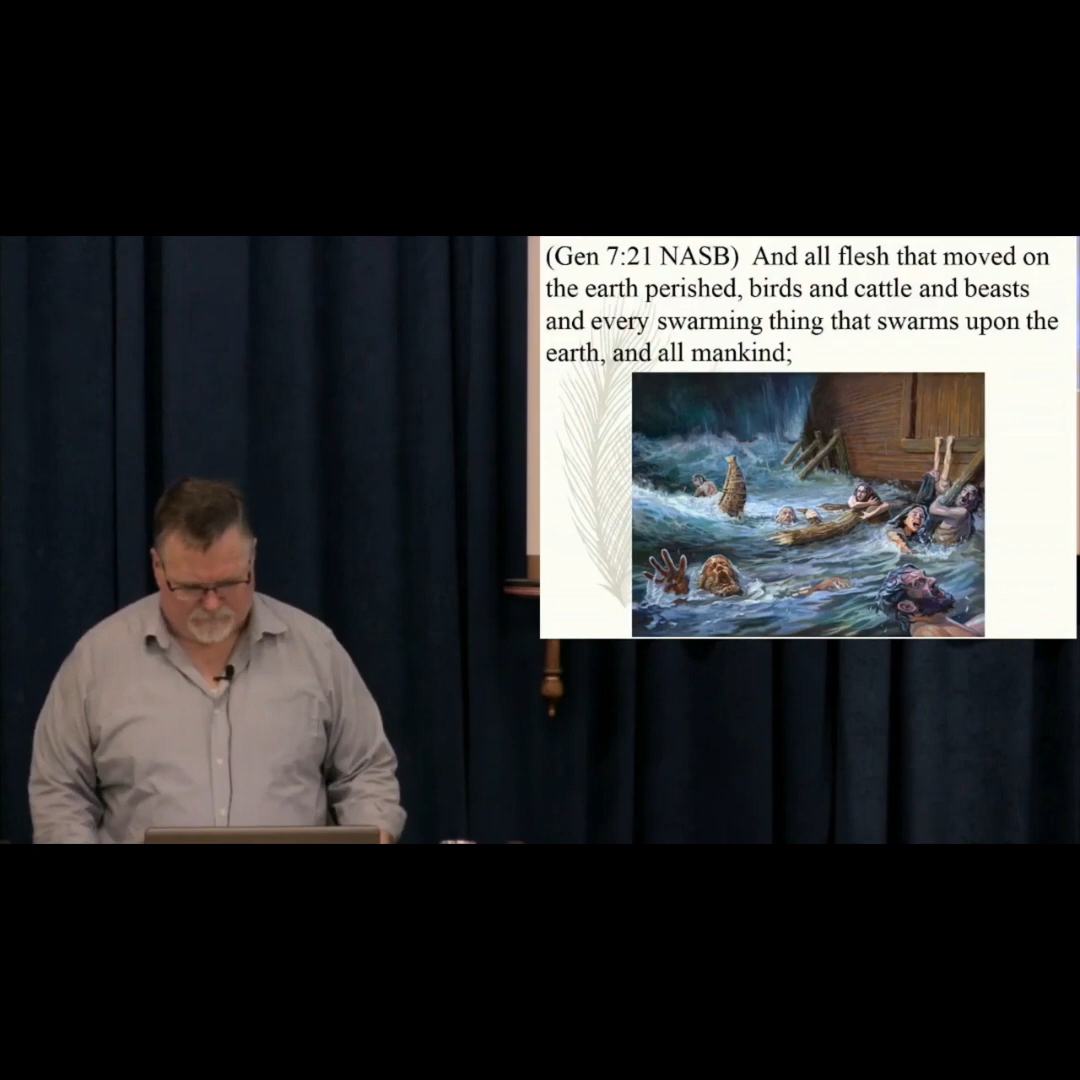 (Gen 7:21 NASB)  And all flesh that moved on
the earth perished, birds and cattle and beasts
and every swarming thing that swarms upon the
earth, and all mankind;